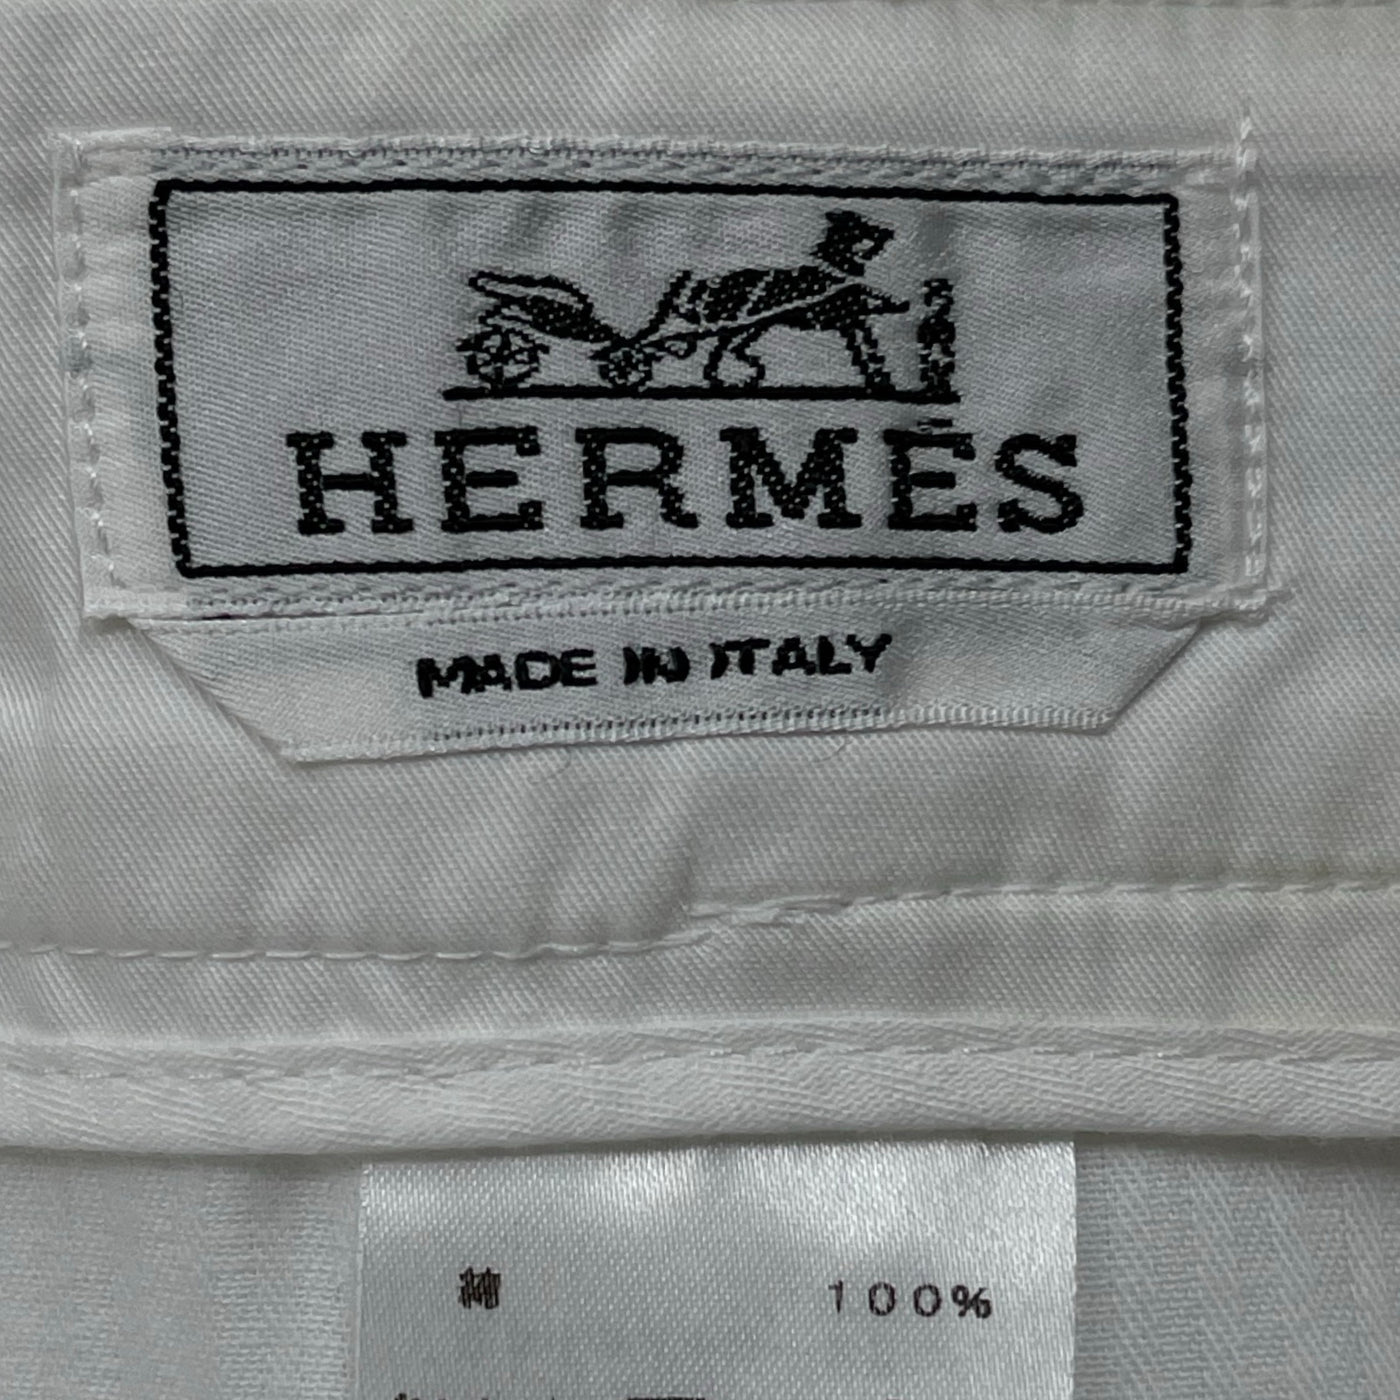 HERMÈS
MADE IN ITALY
綿 100%